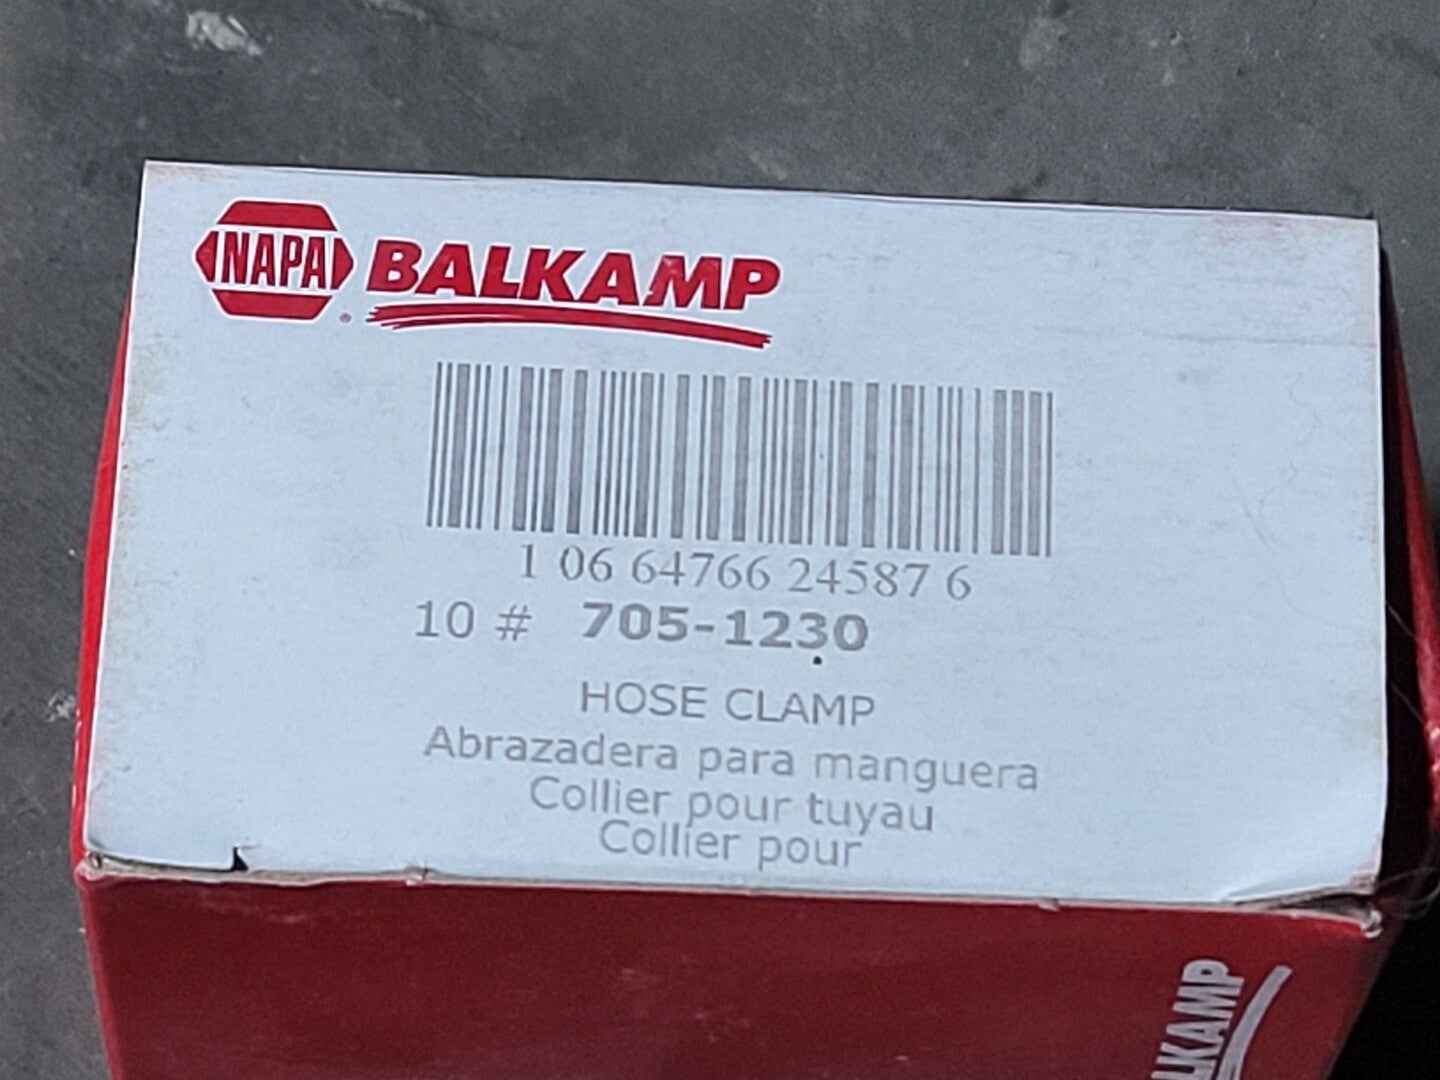 NAPA BALKAMP
1 06 64766 24587 6
10 # 705-1230
HOSE CLAMP
Abrazadera para manguera
Collier pour tuyau
Collier pour
LKAMP